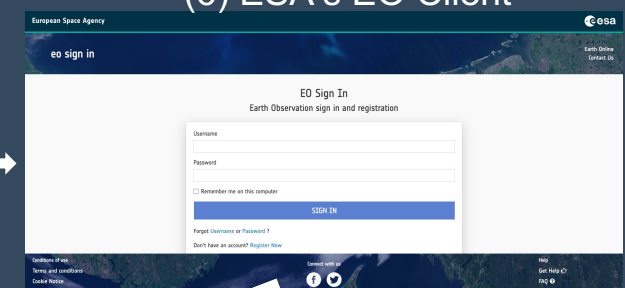 (6) ESA's EO Client
European Space Agency
esa
eo sign in
Earth Online
Contact Us
EO Sign In
Earth Observation sign in and registration
Username
Password
Remember me on this computer
SIGN IN
Forgot Username or Password ?
Don't have an account? Register Now
Conditions of use
Terms and conditions
Cookie Notice
Connect with us
Help
Get Help
FAQ